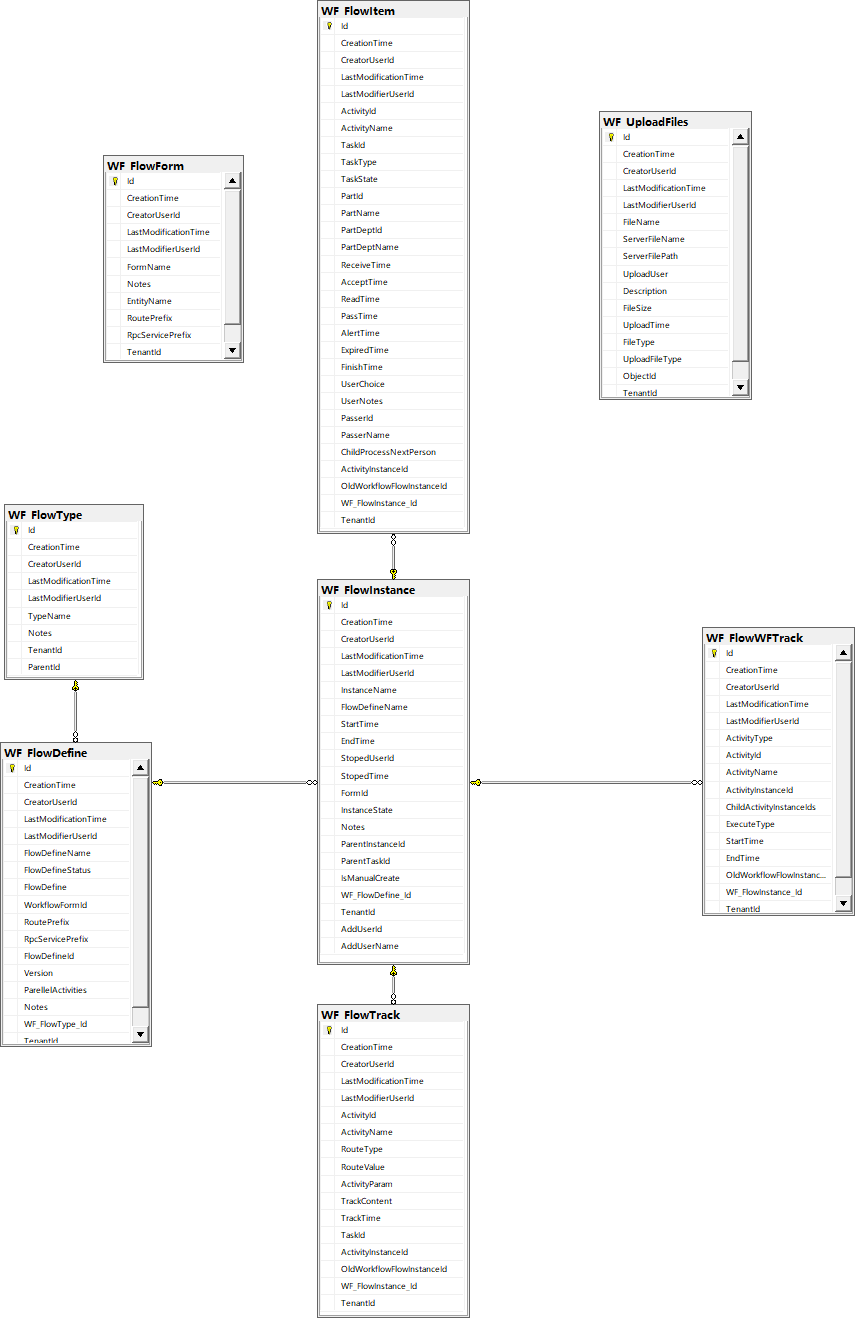 WF_FlowItem
Id
CreationTime
CreatorUserId
LastModificationTime
LastModifierUserId
ActivityId
ActivityName
TaskId
TaskType
TaskState
PartId
PartName
PartDeptId
PartDeptName
ReceiveTime
AcceptTime
ReadTime
PassTime
AlertTime
ExpiredTime
FinishTime
UserChoice
UserNotes
PasserId
PasserName
ChildProcessNextPerson
ActivityInstanceId
OldWorkflowFlowInstanceId
WF_FlowInstance_Id
TenantId
WF_UploadFiles
Id
CreationTime
CreatorUserId
LastModificationTime
LastModifierUserId
FileName
ServerFileName
ServerFilePath
UploadUser
Description
FileSize
UploadTime
FileType
UploadFileType
ObjectId
TenantId
WF_FlowForm
Id
CreationTime
CreatorUserId
LastModificationTime
LastModifierUserId
FormName
Notes
EntityName
RoutePrefix
RpcServicePrefix
TenantId
WF_FlowType
Id
CreationTime
CreatorUserId
LastModificationTime
LastModifierUserId
TypeName
Notes
TenantId
ParentId
WF_FlowInstance
Id
CreationTime
CreatorUserId
LastModificationTime
LastModifierUserId
InstanceName
FlowDefineName
StartTime
EndTime
StopedUserId
StopedTime
FormId
InstanceState
Notes
ParentInstanceId
ParentTaskId
IsManualCreate
WF_FlowDefine_Id
TenantId
AddUserId
AddUserName
WF_FlowWFTrack
Id
CreationTime
CreatorUserId
LastModificationTime
LastModifierUserId
ActivityType
ActivityId
ActivityName
ActivityInstanceId
ChildActivityInstanceIds
ExecuteType
StartTime
EndTime
OldWorkflowFlowInstanc...
WF_FlowInstance_Id
TenantId
WF_FlowDefine
Id
CreationTime
CreatorUserId
LastModificationTime
LastModifierUserId
FlowDefineName
FlowDefineStatus
FlowDefine
WorkflowFormId
RoutePrefix
RpcServicePrefix
FlowDefineId
Version
ParellelActivities
Notes
WF_FlowType_Id
TenantId
WF_FlowTrack
Id
CreationTime
CreatorUserId
LastModificationTime
LastModifierUserId
ActivityId
ActivityName
RouteType
RouteValue
ActivityParam
TrackContent
TrackTime
TaskId
ActivityInstanceId
OldWorkflowFlowInstanceId
WF_FlowInstance_Id
TenantId